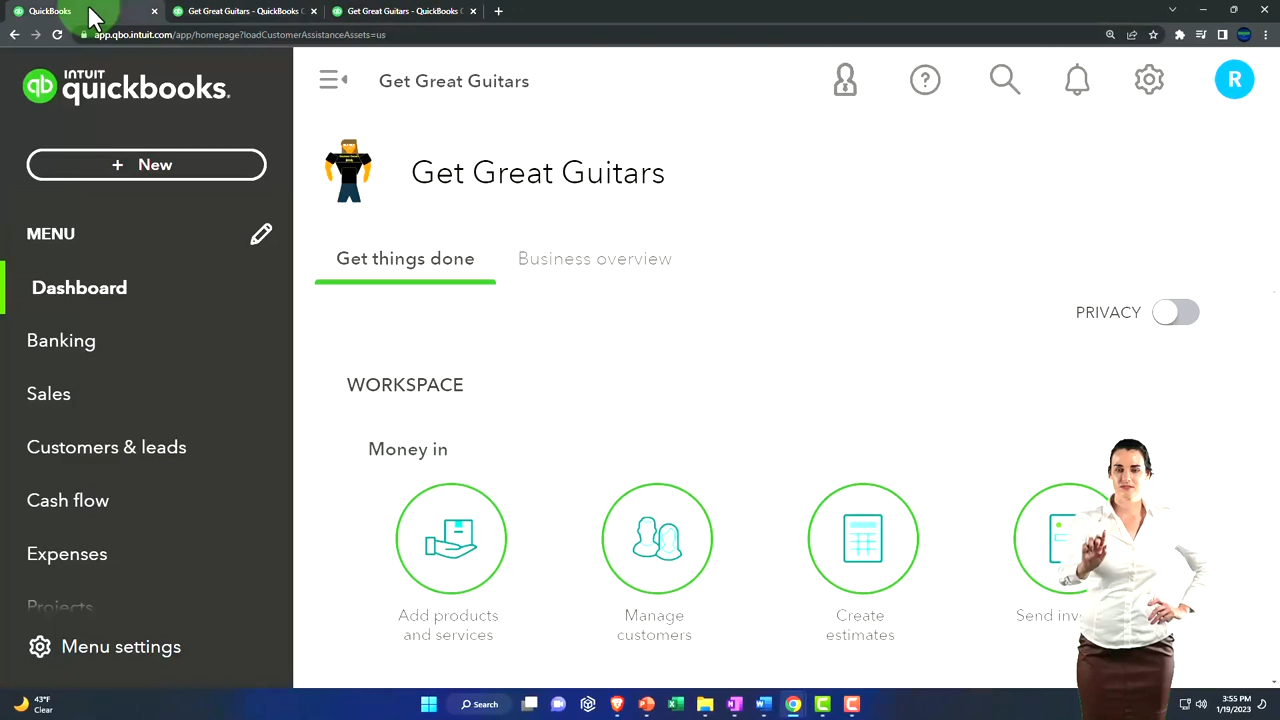 QuickBooks
Get Great Guitars - QuickBooks
Get Great Guitars - QuickBooks
app.qbo.intuit.com/app/homepage?loadCustomerAssistanceAssets=us
INTUIT
quickbooks.
Get Great Guitars
R
+ New
Get Great Guitars
MENU
Get things done
Business overview
Dashboard
PRIVACY
Banking
WORKSPACE
Sales
Money in
Customers & leads
Cash flow
Expenses
Projects
Add products
and services
Manage
customers
Create
estimates
Send inv
Menu settings
43°F
Clear
Search
3:55 PM
1/19/2023